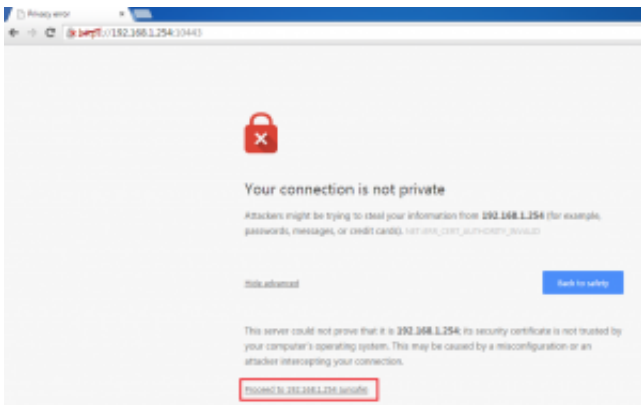 Privacy error
https://192.168.1.254:10443
Your connection is not private
Attackers might be trying to steal your information from 192.168.1.254 (for example,
passwords, messages, or credit cards). NET::ERR_CERT_AUTHORITY_INVALID
Hide advanced
Back to safety
This server could not prove that it is 192.168.1.254; its security certificate is not trusted by
your computer's operating system. This may be caused by a misconfiguration or an
attacker intercepting your connection.
Proceed to 192.168.1.254 (unsafe)